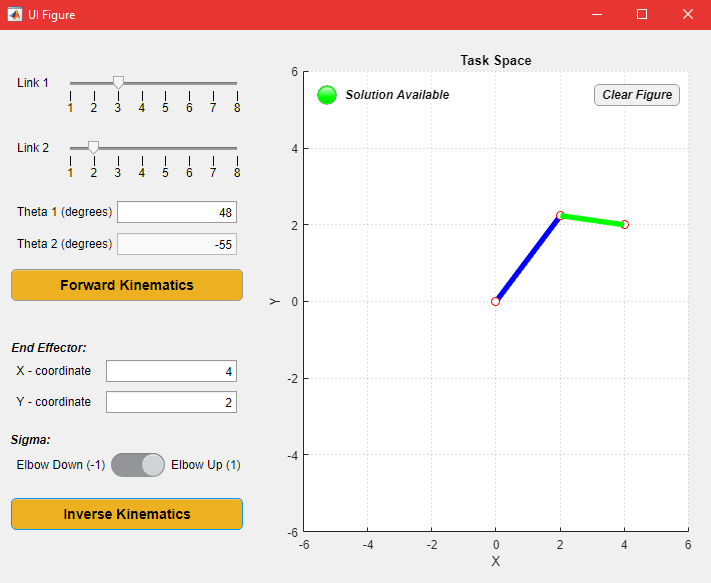 UI Figure
Link 1
1 2 3 4 5 6 7 8
Link 2
1 2 3 4 5 6 7 8
Theta 1 (degrees) 48
Theta 2 (degrees) -55
Forward Kinematics
End Effector:
X - coordinate 4
Y - coordinate 2
Sigma:
Elbow Down (-1) Elbow Up (1)
Inverse Kinematics
Task Space
Solution Available
Clear Figure
6
4
2
0
-2
-4
-6
Y
-6 -4 -2 0 2 4 6
X